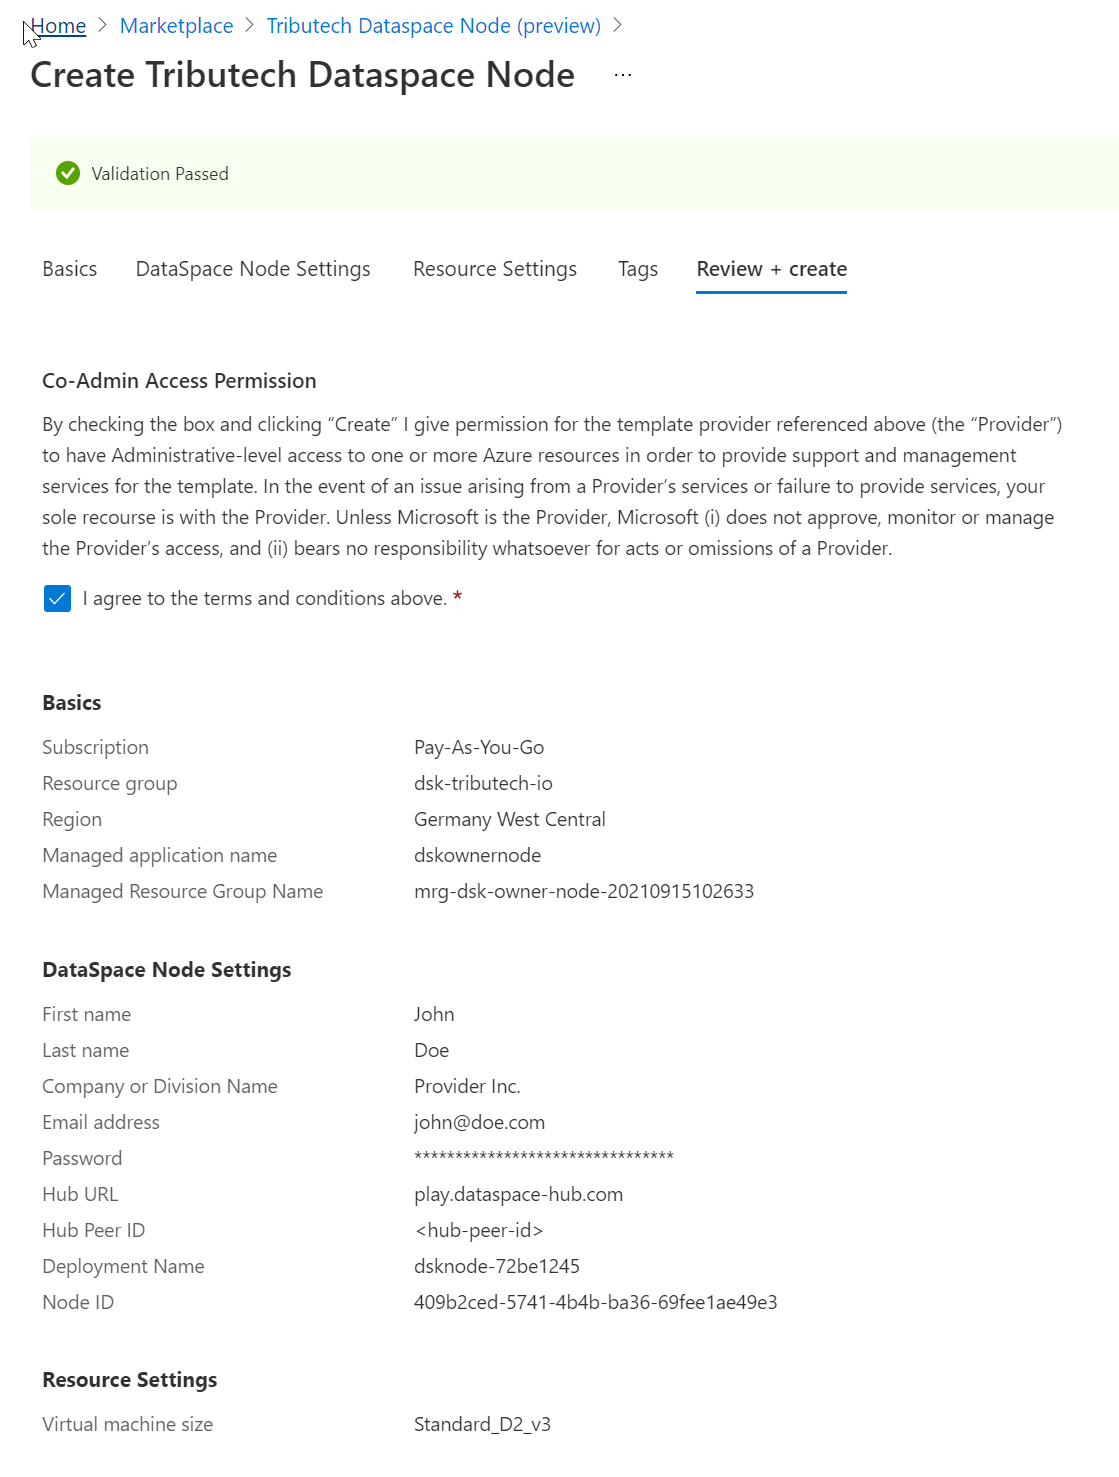 Home > Marketplace > Tributech Dataspace Node (preview) >
Create Tributech Dataspace Node ...
Validation Passed
Basics DataSpace Node Settings Resource Settings Tags Review + create
Co-Admin Access Permission
By checking the box and clicking “Create” I give permission for the template provider referenced above (the “Provider”)
to have Administrative-level access to one or more Azure resources in order to provide support and management
services for the template. In the event of an issue arising from a Provider’s services or failure to provide services, your
sole recourse is with the Provider. Unless Microsoft is the Provider, Microsoft (i) does not approve, monitor or manage
the Provider’s access, and (ii) bears no responsibility whatsoever for acts or omissions of a Provider.
I agree to the terms and conditions above. *
Basics
Subscription Pay-As-You-Go
Resource group dsk-tributech-io
Region Germany West Central
Managed application name dskownernode
Managed Resource Group Name mrg-dsk-owner-node-20210915102633
DataSpace Node Settings
First name John
Last name Doe
Company or Division Name Provider Inc.
Email address john@doe.com
Password ********************************
Hub URL play.dataspace-hub.com
Hub Peer ID <hub-peer-id>
Deployment Name dsknode-72be1245
Node ID 409b2ced-5741-4b4b-ba36-69fee1ae49e3
Resource Settings
Virtual machine size Standard_D2_v3